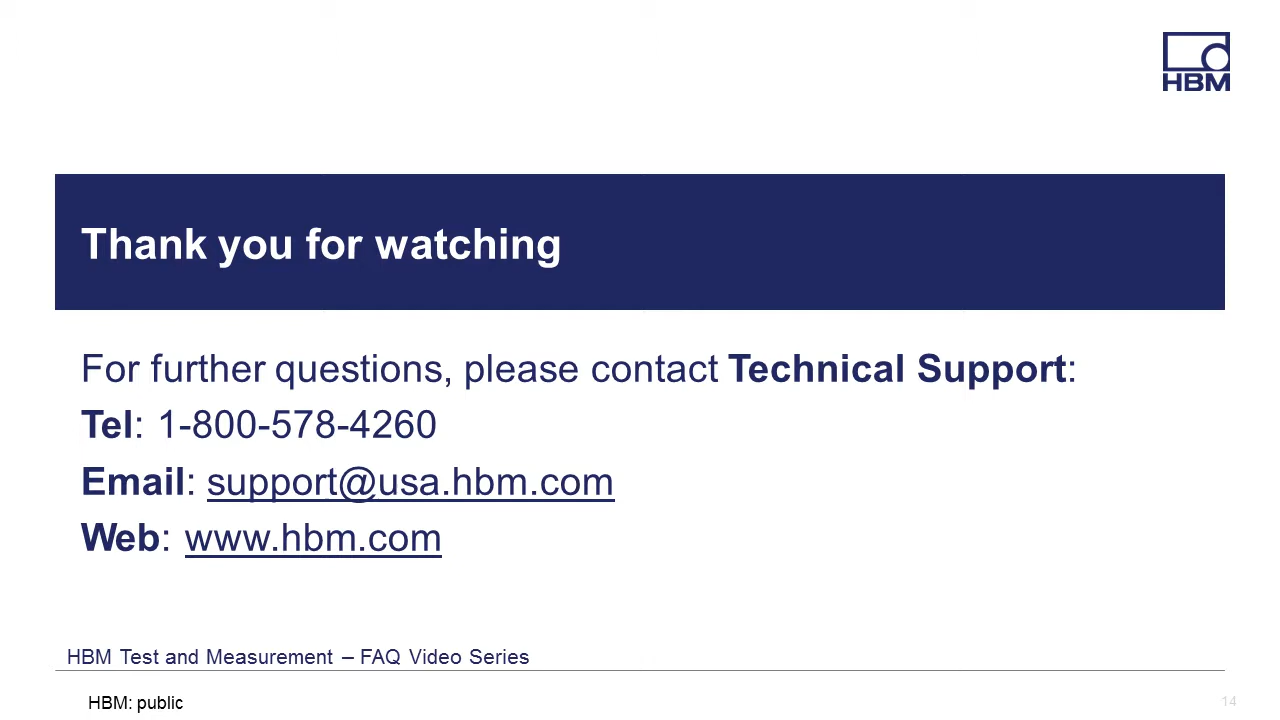 HBM
Thank you for watching
For further questions, please contact Technical Support:
Tel: 1-800-578-4260
Email: support@usa.hbm.com
Web: www.hbm.com
HBM Test and Measurement – FAQ Video Series
HBM: public
14